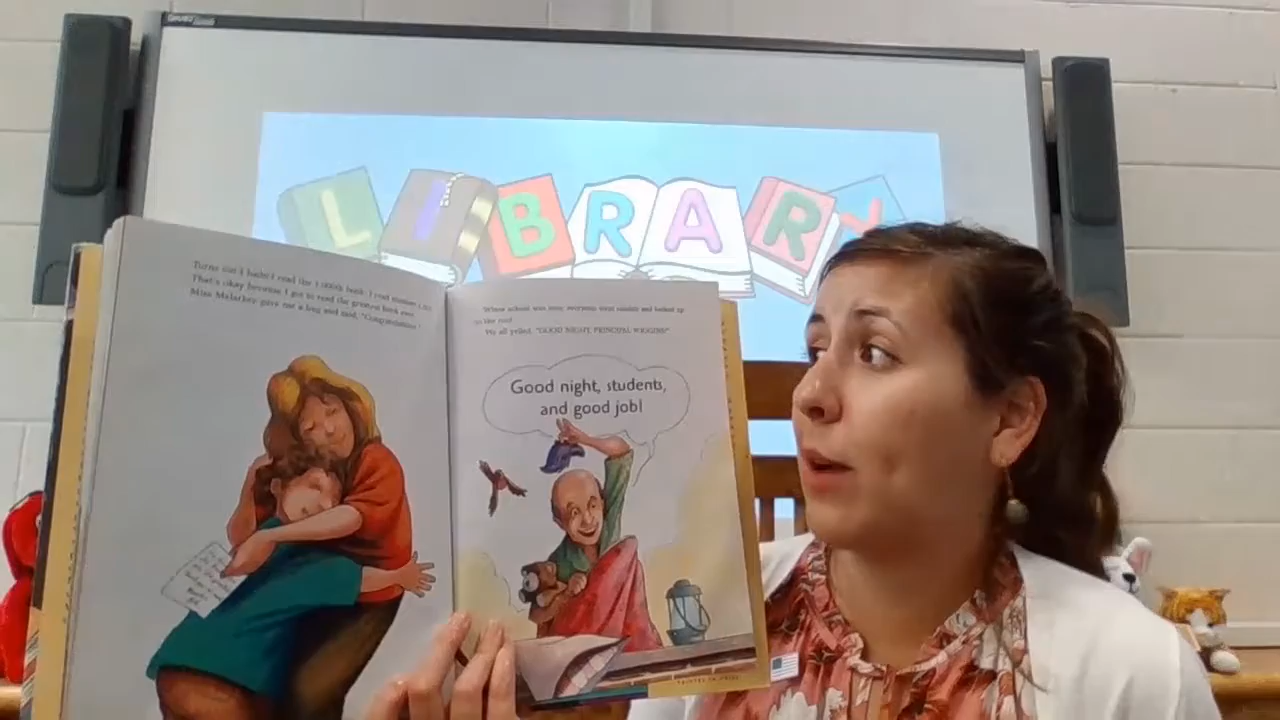 LIBRARY
Turns out I hadn't read the 1,000th book. I read number
That's okay because I got to read the greatest book ever.
Miss Malarkey gave me a hug and said, "Congratulations."
When school was over everyone went outside and looked up
to the roof.
We all yelled, "GOOD NIGHT, PRINCIPAL WIGGINS!"
Good night, students,
and good job!